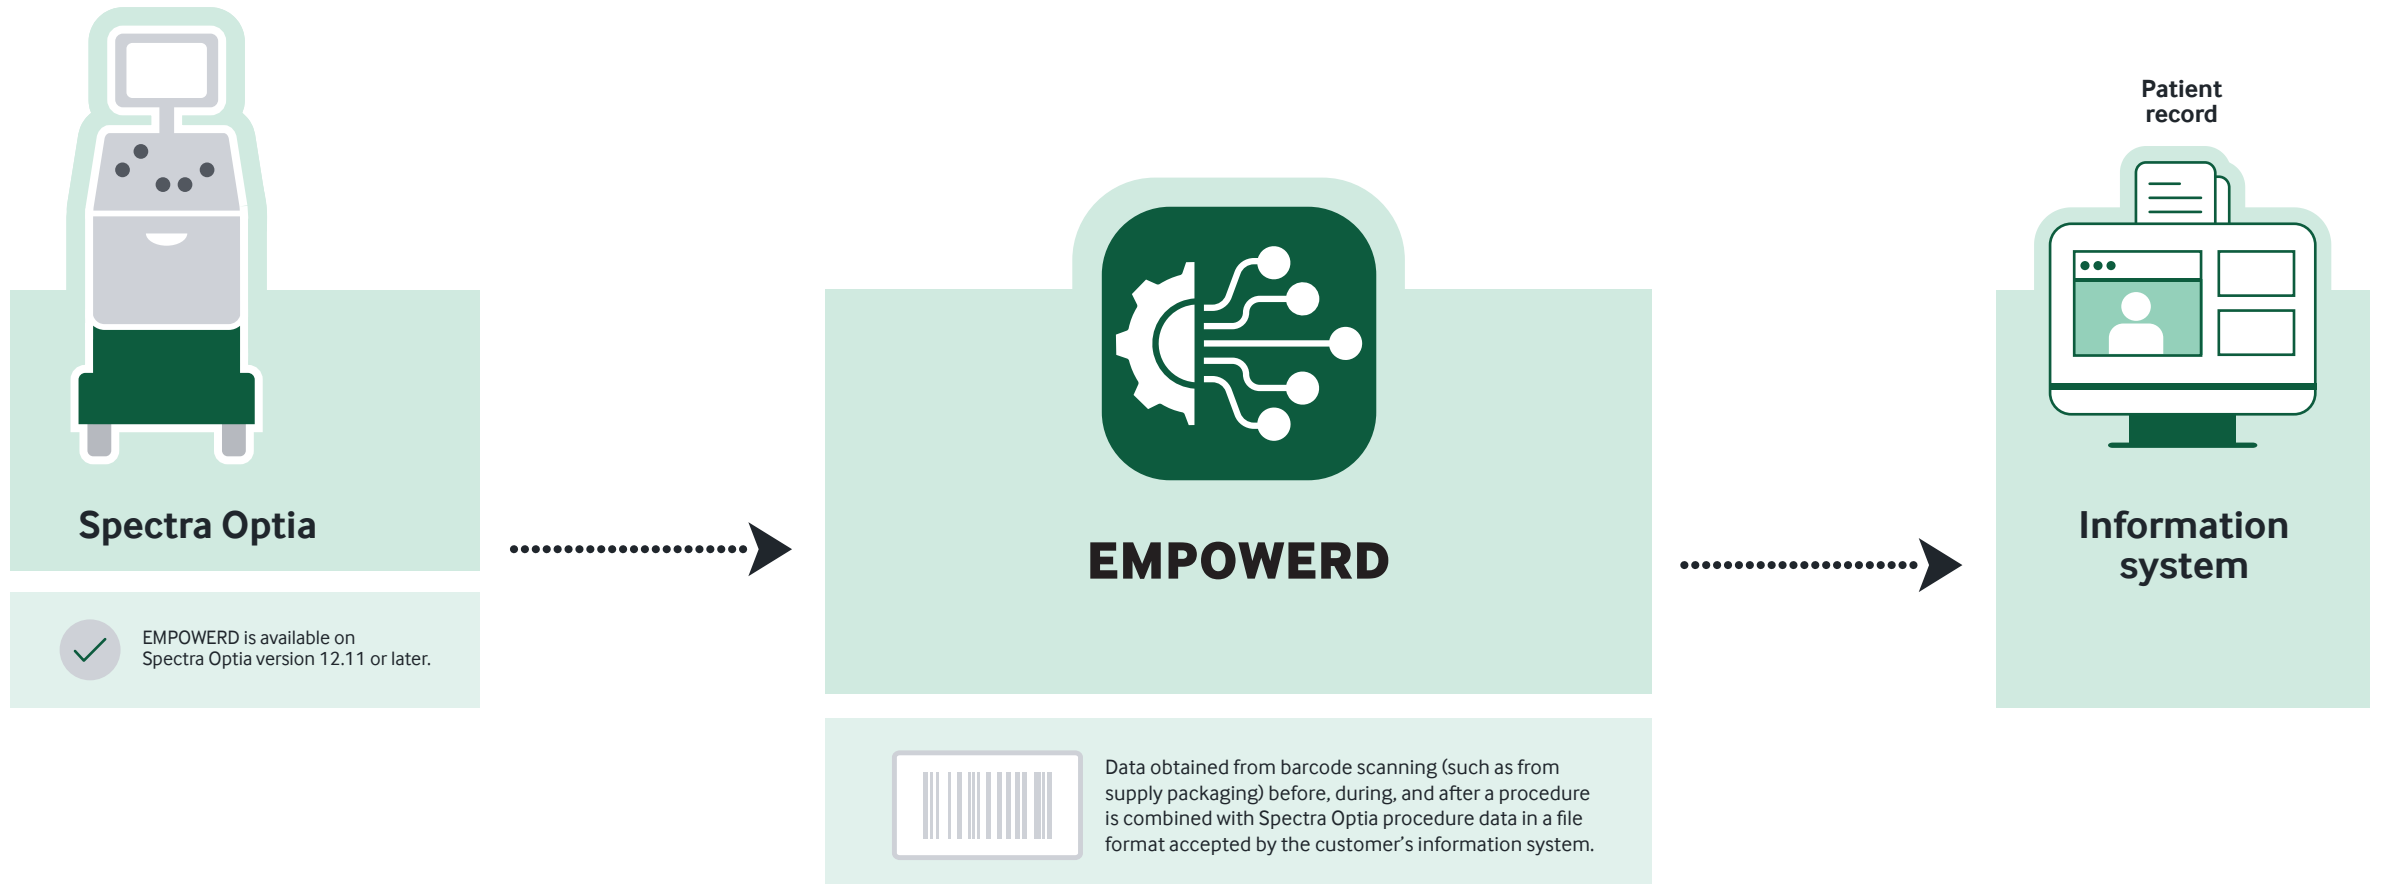 Patient
record
Spectra Optia
EMPOWERD is available on
Spectra Optia version 12.11 or later.
EMPOWERD
Data obtained from barcode scanning (such as from
supply packaging) before, during, and after a procedure
is combined with Spectra Optia procedure data in a file
format accepted by the customer’s information system.
Information
system